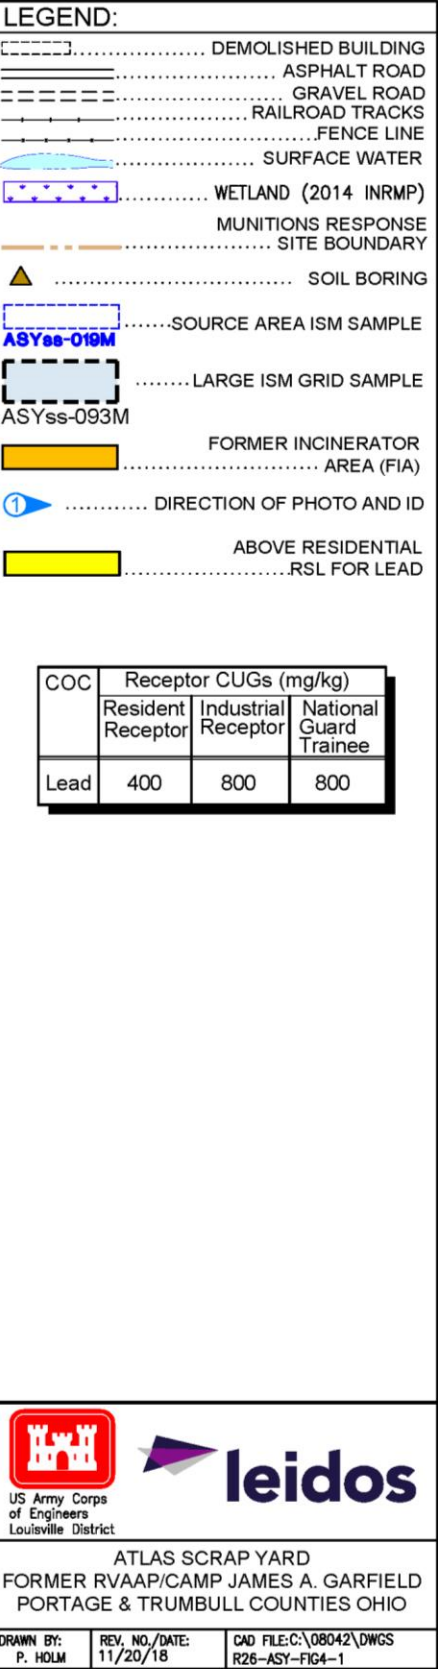 LEGEND:
DEMOLISHED BUILDING
ASPHALT ROAD
GRAVEL ROAD
RAILROAD TRACKS
FENCE LINE
SURFACE WATER
WETLAND (2014 INRMP)
MUNITIONS RESPONSE
SITE BOUNDARY
SOIL BORING
SOURCE AREA ISM SAMPLE
ASYss-019M
LARGE ISM GRID SAMPLE
ASYss-093M
FORMER INCINERATOR
AREA (FIA)
1 DIRECTION OF PHOTO AND ID
ABOVE RESIDENTIAL
RSL FOR LEAD
COC Receptor CUGs (mg/kg)
Resident Industrial National
Receptor Receptor Guard
Trainee
Lead 400 800 800
leidos
US Army Corps
of Engineers
Louisville District
ATLAS SCRAP YARD
FORMER RVAAP/CAMP JAMES A. GARFIELD
PORTAGE & TRUMBULL COUNTIES OHIO
DRAWN BY: REV. NO./DATE: CAD FILE:C:\08042\DWGS
P. HOLM 11/20/18 R26-ASY-FIG4-1